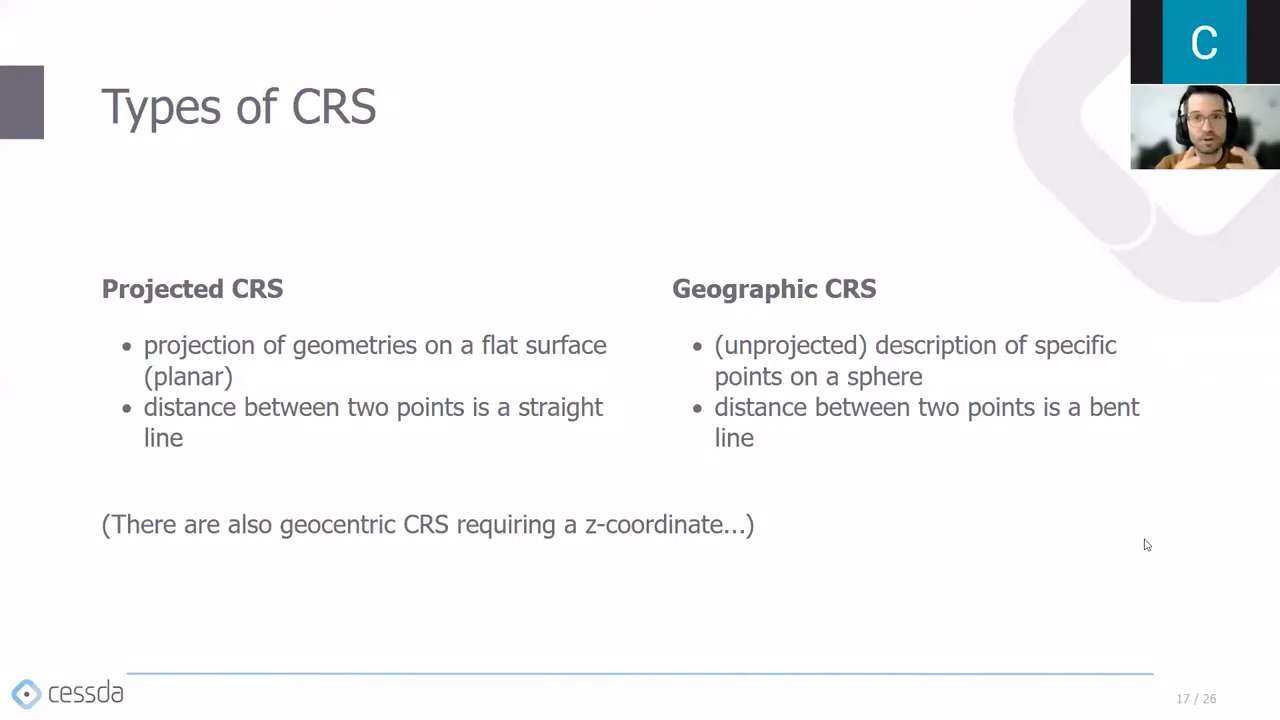 C
Types of CRS
Projected CRS
• projection of geometries on a flat surface
(planar)
• distance between two points is a straight
line
Geographic CRS
• (unprojected) description of specific
points on a sphere
• distance between two points is a bent
line
(There are also geocentric CRS requiring a z-coordinate...)
cessda
17 / 26